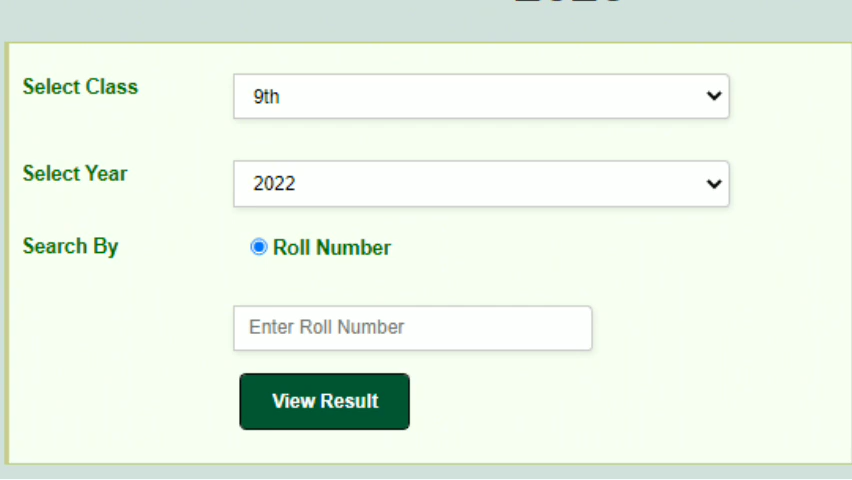 Select Class
9th
Select Year
2022
Search By
Roll Number
Enter Roll Number
View Result